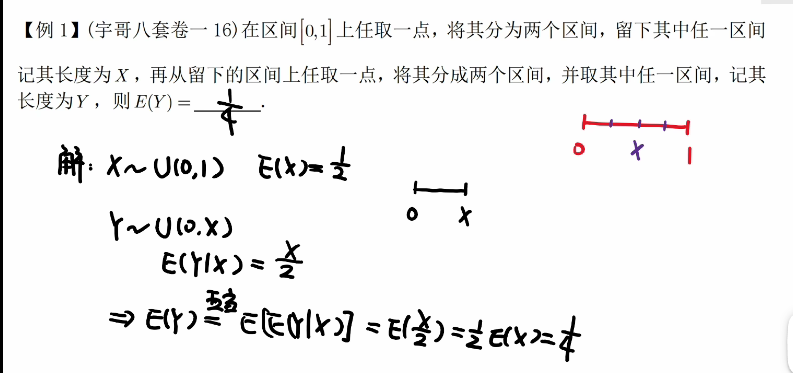 【例 1】(宇哥八套卷一 16)在区间[0,1]上任取一点，将其分为两个区间，留下其中任一区间
记其长度为 X ，再从留下的区间上任取一点，将其分成两个区间，并取其中任一区间，记其
长度为 Y ，则 E(Y) = 1/4 .
0 X 1
解: X ~ U(0,1) E(X) = 1/2
0 X
Y ~ U(0.X)
E(Y|X) = X/2
⇒ E(Y) = E[E(Y|X)] = E(X/2) = 1/2 E(X) = 1/4